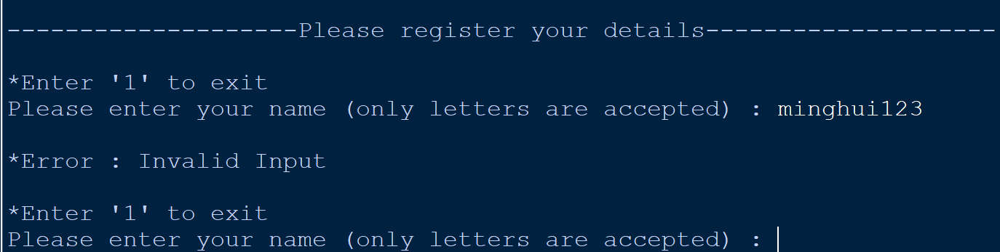 --------------------Please register your details--------------------
*Enter '1' to exit
Please enter your name (only letters are accepted) : minghui123
*Error : Invalid Input
*Enter '1' to exit
Please enter your name (only letters are accepted) :